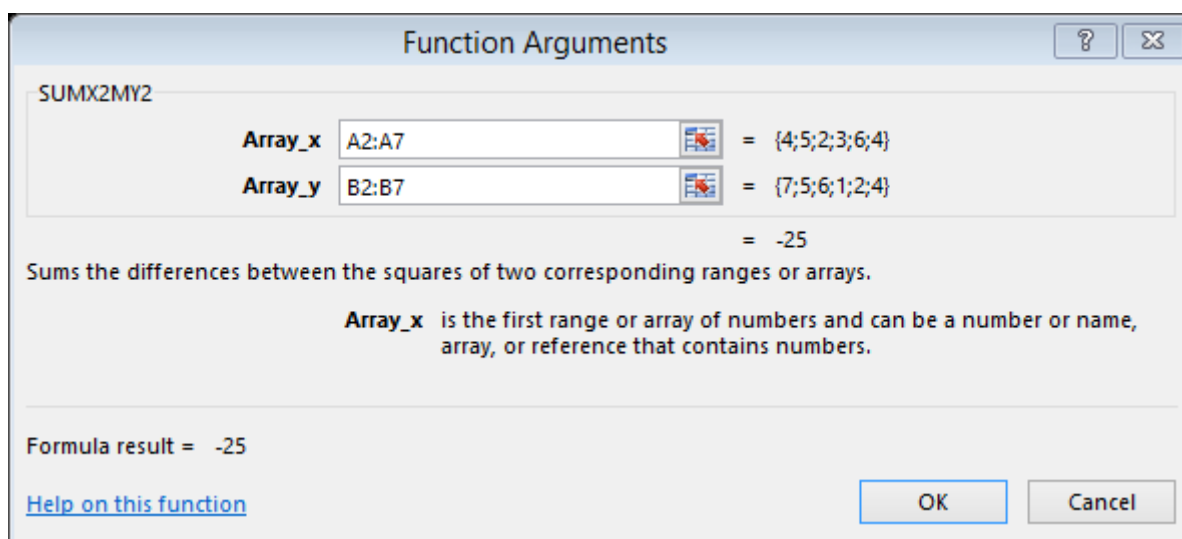 Function Arguments
SUMX2MY2
Array_x A2:A7 = {4;5;2;3;6;4}
Array_y B2:B7 = {7;5;6;1;2;4}
= -25
Sums the differences between the squares of two corresponding ranges or arrays.
Array_x is the first range or array of numbers and can be a number or name,
array, or reference that contains numbers.
Formula result = -25
Help on this function OK Cancel